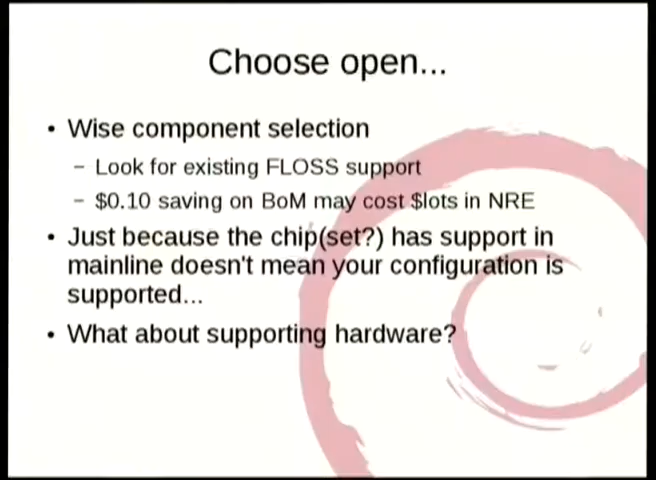 Choose open...
• Wise component selection
– Look for existing FLOSS support
– $0.10 saving on BoM may cost $lots in NRE
• Just because the chip(set?) has support in
mainline doesn't mean your configuration is
supported...
• What about supporting hardware?